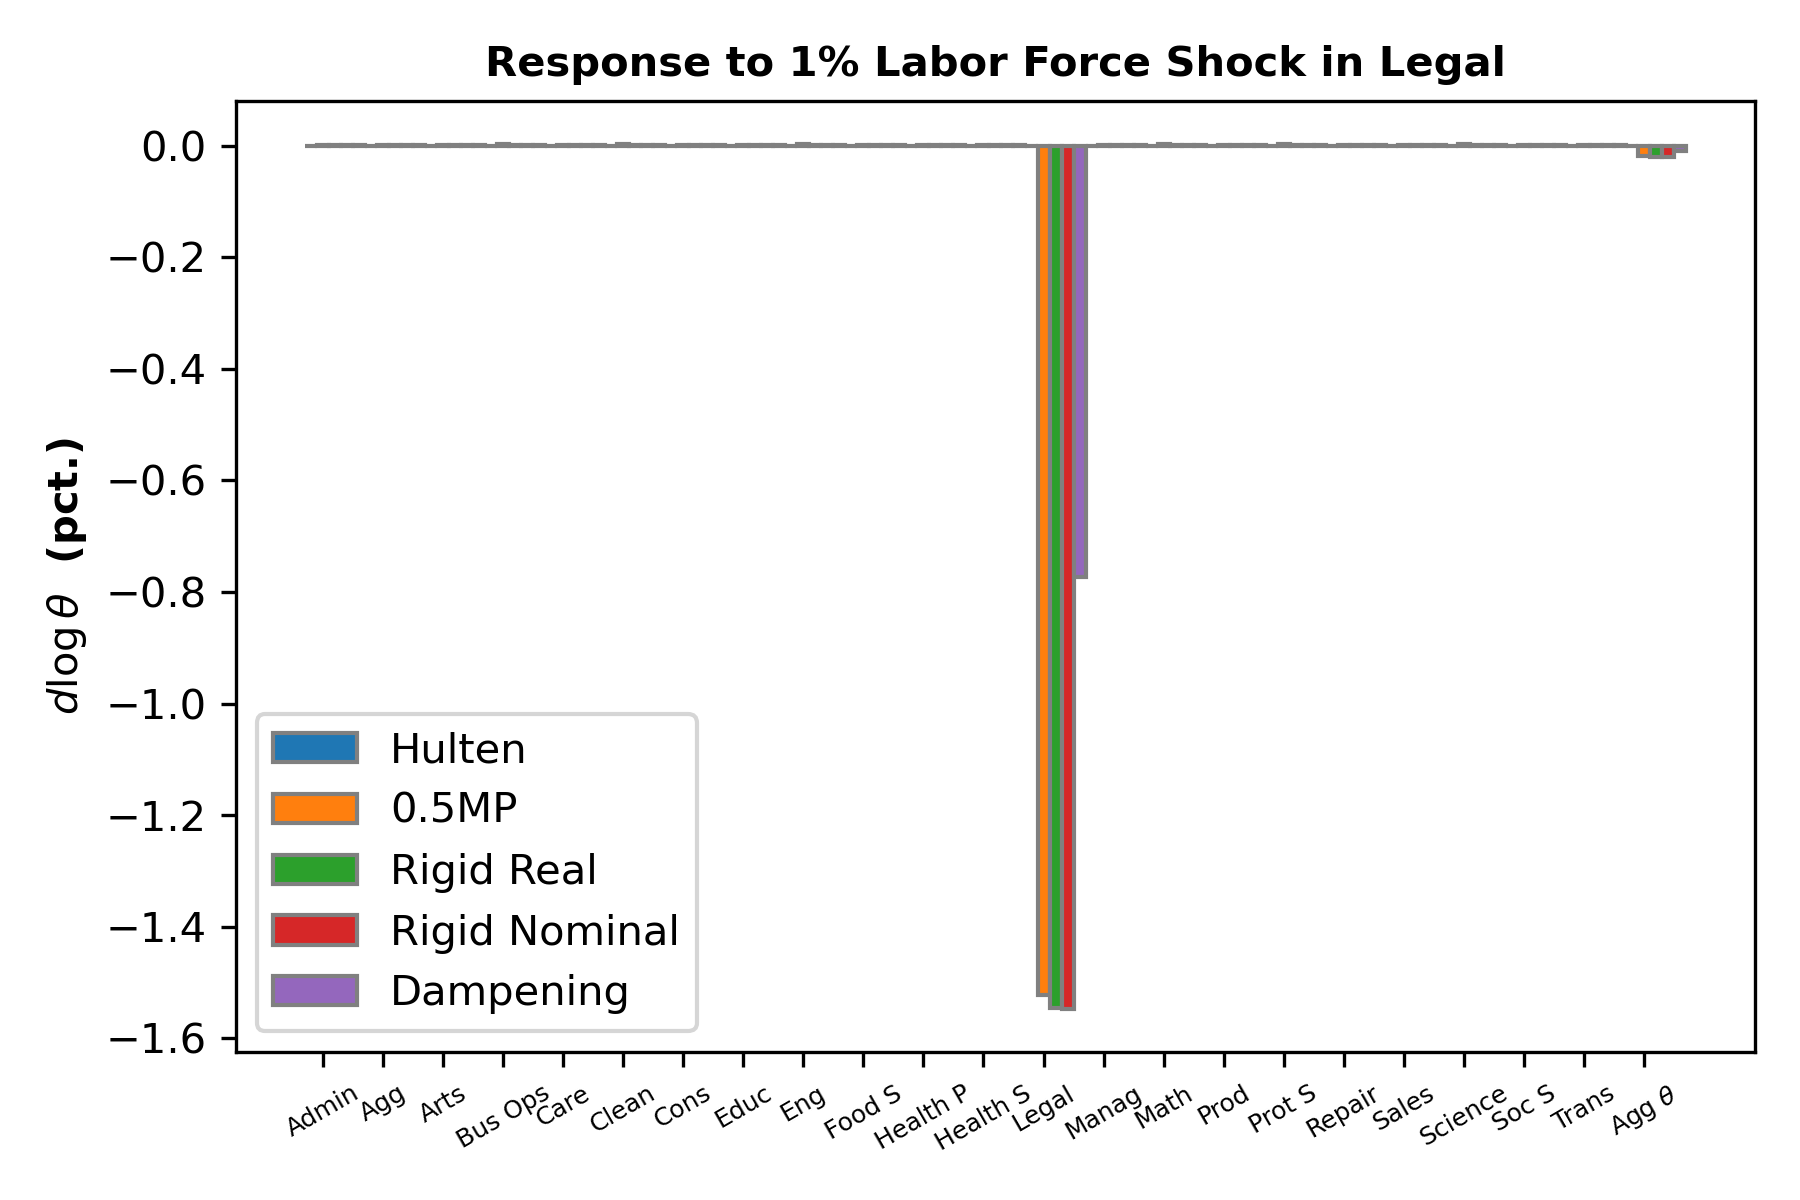 Response to 1% Labor Force Shock in Legal
d log θ (pct.)
0.0
−0.2
−0.4
−0.6
−0.8
−1.0
−1.2
−1.4
−1.6
Hulten
0.5MP
Rigid Real
Rigid Nominal
Dampening
Admin
Agg
Arts
Bus Ops
Care
Clean
Cons
Educ
Eng
Food S
Health P
Health S
Legal
Manag
Math
Prod
Prot S
Repair
Sales
Science
Soc S
Trans
Agg θ